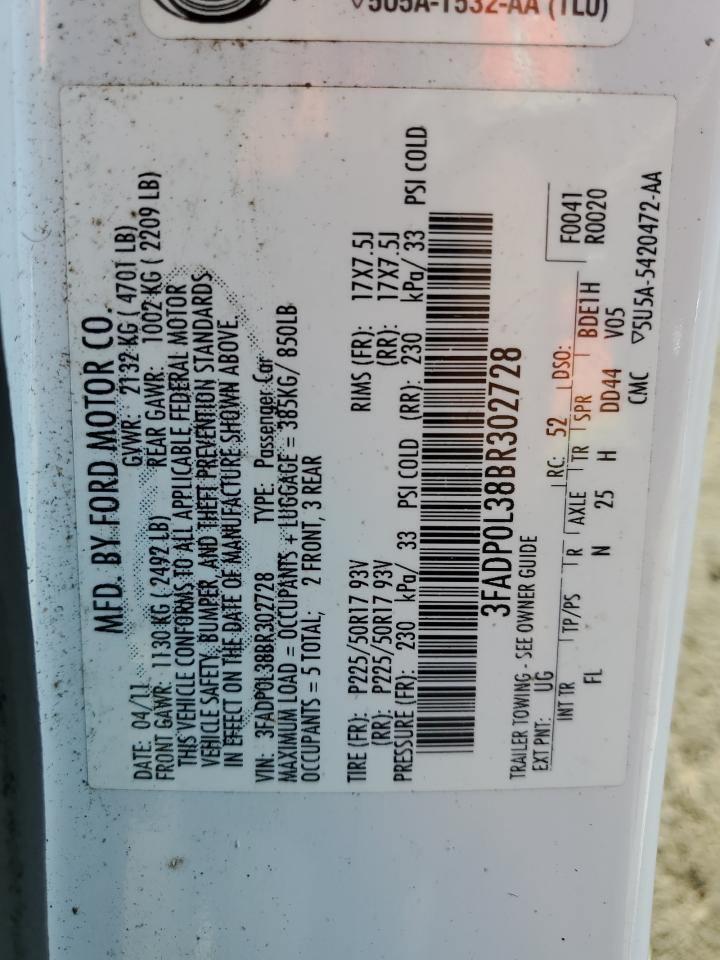 ▽5U5A-1532-AA (TLU)
MFD. BY FORD MOTOR CO.
DATE: 04/11 GVWR: 2132 KG ( 4701 LB)
FRONT GAWR: 1130 KG ( 2492 LB) REAR GAWR: 1002 KG ( 2209 LB)
THIS VEHICLE CONFORMS TO ALL APPLICABLE FEDERAL MOTOR
VEHICLE SAFETY, BUMPER, AND THEFT PREVENTION STANDARDS
IN EFFECT ON THE DATE OF MANUFACTURE SHOWN ABOVE.
VIN: 3FADP0L38BR302728 TYPE: Passenger Car
MAXIMUM LOAD = OCCUPANTS + LUGGAGE = 385KG/ 850LB
OCCUPANTS = 5 TOTAL; 2 FRONT, 3 REAR
TIRE (FR): P225/50R17 93V RIMS (FR): 17X7.5J
(RR): P225/50R17 93V (RR): 17X7.5J
PRESSURE (FR): 230 kPa/ 33 PSI COLD (RR): 230 kPa/ 33 PSI COLD
3FADP0L38BR302728
TRAILER TOWING - SEE OWNER GUIDE
EXT PNT: UG RC: 52 DSO: F0041
R0020
INT TR TP/PS R AXLE TR SPR BDE1H
FL N 25 H DD44 V05
CMC ▽5U5A-5420472-AA